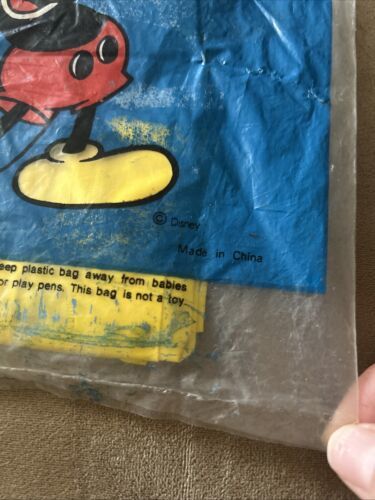 © Disney
Made in China
eep plastic bag away from babies
or play pens. This bag is not a toy